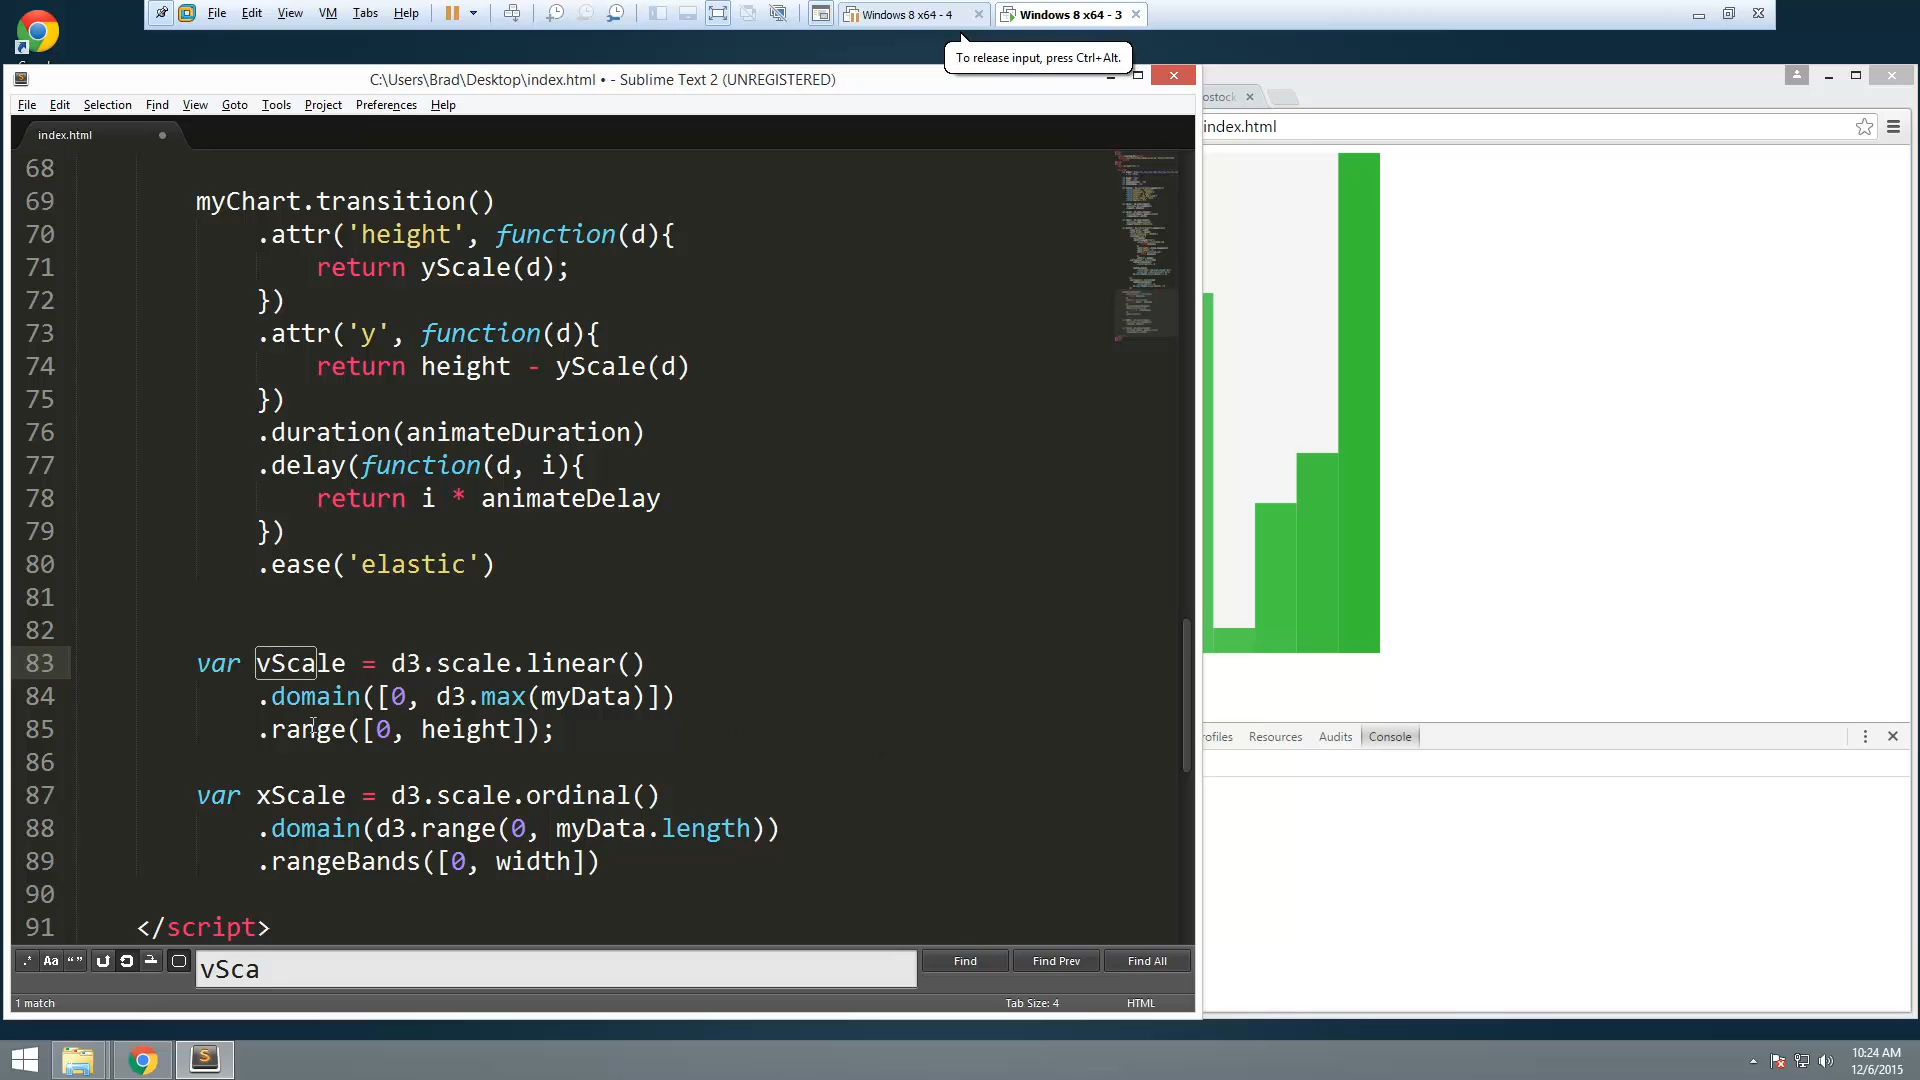 File Edit View VM Tabs Help
Windows 8 x64 - 4
Windows 8 x64 - 3
To release input, press Ctrl+Alt.
C:\Users\Brad\Desktop\index.html • - Sublime Text 2 (UNREGISTERED)
File Edit Selection Find View Goto Tools Project Preferences Help
index.html
ostock
index.html
68
69 myChart.transition()
70 .attr('height', function(d){
71 return yScale(d);
72 })
73 .attr('y', function(d){
74 return height - yScale(d)
75 })
76 .duration(animateDuration)
77 .delay(function(d, i){
78 return i * animateDelay
79 })
80 .ease('elastic')
81
82
83 var vScale = d3.scale.linear()
84 .domain([0, d3.max(myData)])
85 .range([0, height]);
86
87 var xScale = d3.scale.ordinal()
88 .domain(d3.range(0, myData.length))
89 .rangeBands([0, width])
90
91 </script>
rofiles Resources Audits Console
.* Aa “”
vSca
Find Find Prev Find All
1 match
Tab Size: 4
HTML
10:24 AM
12/6/2015